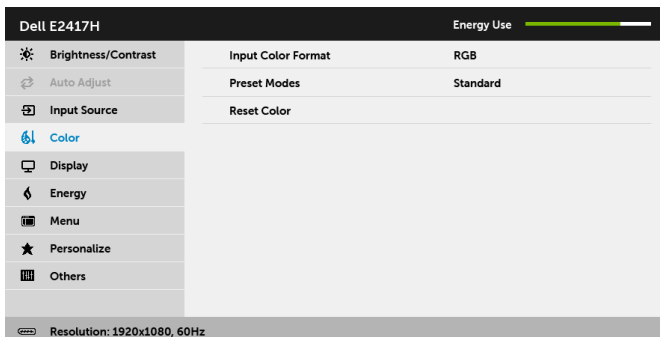 Dell E2417H Energy Use
Brightness/Contrast Input Color Format RGB
Auto Adjust Preset Modes Standard
Input Source Reset Color
Color
Display
Energy
Menu
Personalize
Others
Resolution: 1920x1080, 60Hz